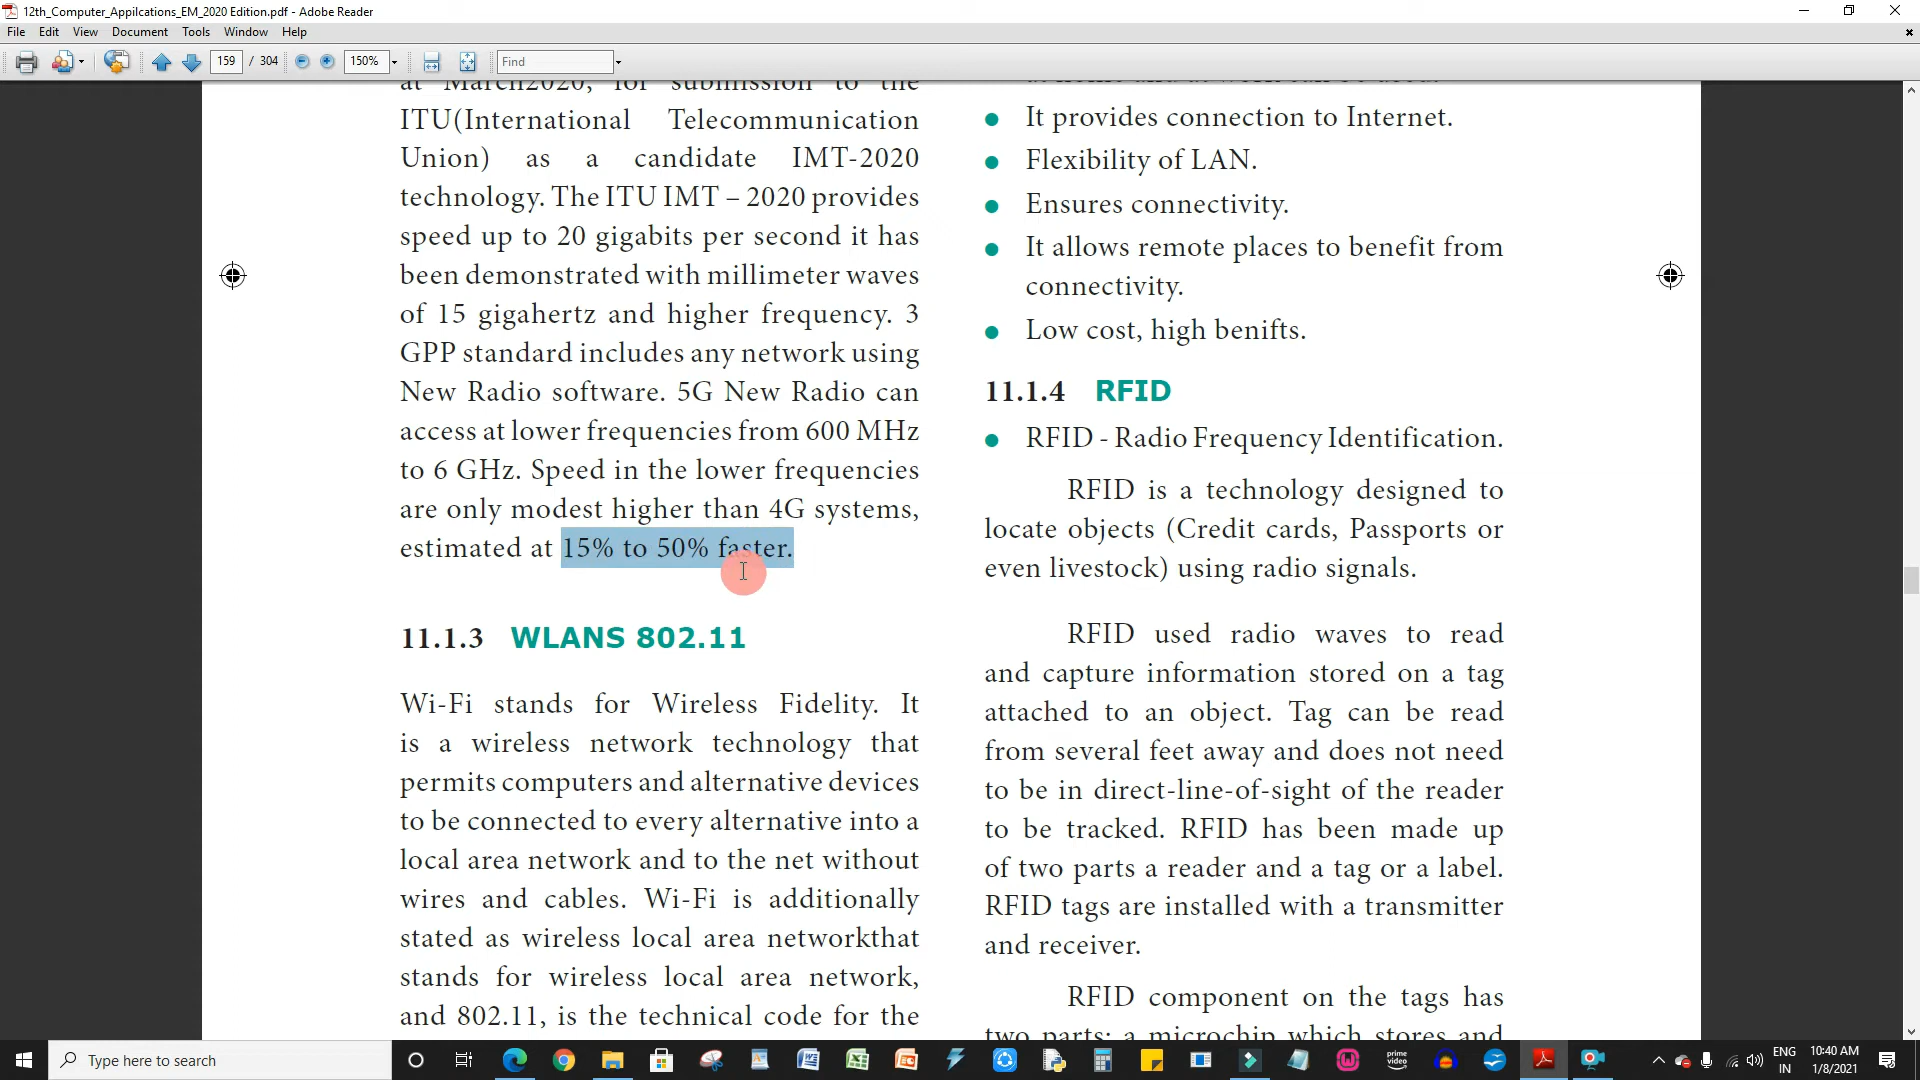 12th_Computer_Appilcations_EM_2020 Edition.pdf - Adobe Reader
File Edit View Document Tools Window Help
159 / 304 150% Find
at March2020, for submission to the
ITU(International Telecommunication
Union) as a candidate IMT-2020
technology. The ITU IMT – 2020 provides
speed up to 20 gigabits per second it has
been demonstrated with millimeter waves
of 15 gigahertz and higher frequency. 3
GPP standard includes any network using
New Radio software. 5G New Radio can
access at lower frequencies from 600 MHz
to 6 GHz. Speed in the lower frequencies
are only modest higher than 4G systems,
estimated at 15% to 50% faster.
11.1.3 WLANS 802.11
Wi-Fi stands for Wireless Fidelity. It
is a wireless network technology that
permits computers and alternative devices
to be connected to every alternative into a
local area network and to the net without
wires and cables. Wi-Fi is additionally
stated as wireless local area networkthat
stands for wireless local area network,
and 802.11, is the technical code for the
It provides connection to Internet.
Flexibility of LAN.
Ensures connectivity.
It allows remote places to benefit from
connectivity.
Low cost, high benifts.
11.1.4 RFID
RFID - Radio Frequency Identification.
RFID is a technology designed to
locate objects (Credit cards, Passports or
even livestock) using radio signals.
RFID used radio waves to read
and capture information stored on a tag
attached to an object. Tag can be read
from several feet away and does not need
to be in direct-line-of-sight of the reader
to be tracked. RFID has been made up
of two parts a reader and a tag or a label.
RFID tags are installed with a transmitter
and receiver.
RFID component on the tags has
two parts: a microchip which stores and
Type here to search
prime video
ENG
IN
10:40 AM
1/8/2021